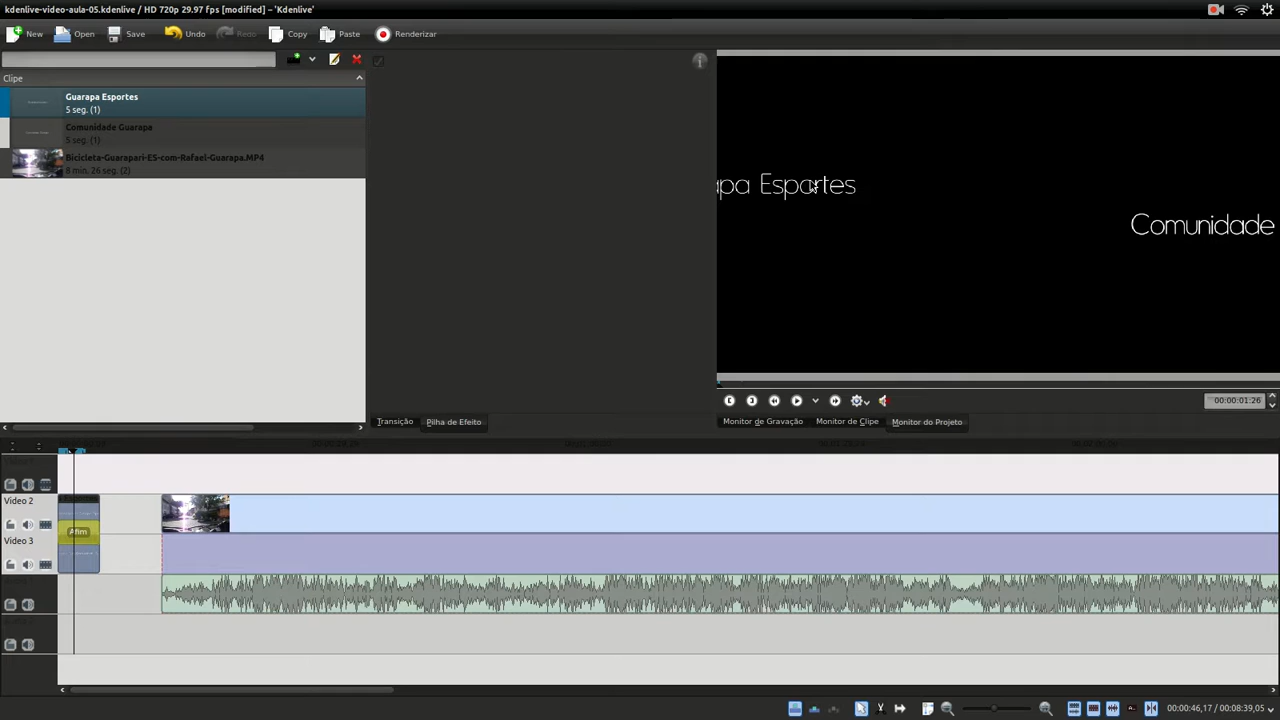 kdenlive-video-aula-05.kdenlive / HD 720p 29.97 fps [modified] – 'Kdenlive'
New Open Save Undo Redo Copy Paste Renderizar
Clipe
Guarapa Esportes
5 seg. (1)
Comunidade Guarapa
5 seg. (1)
Bicicleta-Guarapari-ES-com-Rafael-Guarapa.MP4
8 min. 26 seg. (2)
apa Esportes
Comunidade
00:00:01:26
Transição Pilha de Efeito
Monitor de Gravação Monitor de Clipe Monitor do Projeto
Video 2
Afim
Video 3
00:00:46,17 / 00:08:39,05